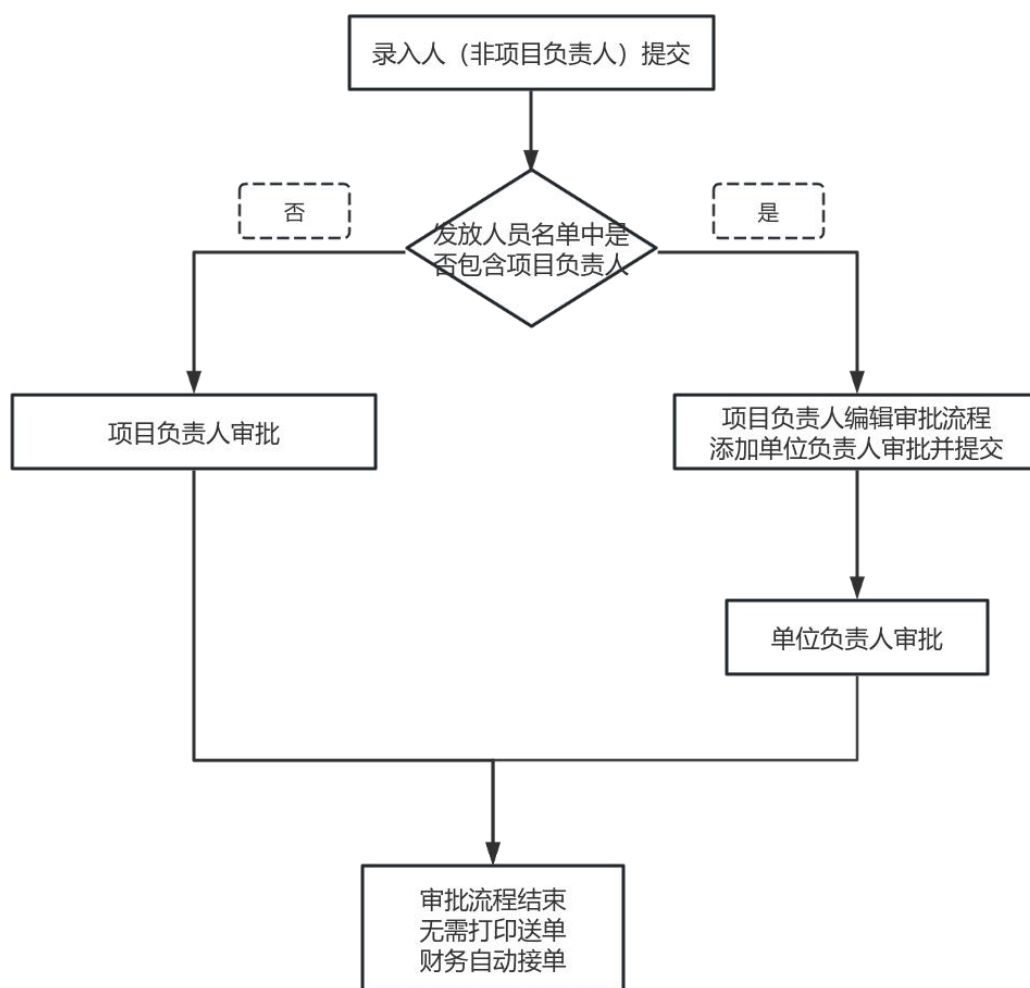 录入人（非项目负责人）提交
否
是
发放人员名单中是
否包含项目负责人
项目负责人审批
项目负责人编辑审批流程
添加单位负责人审批并提交
单位负责人审批
审批流程结束
无需打印送单
财务自动接单